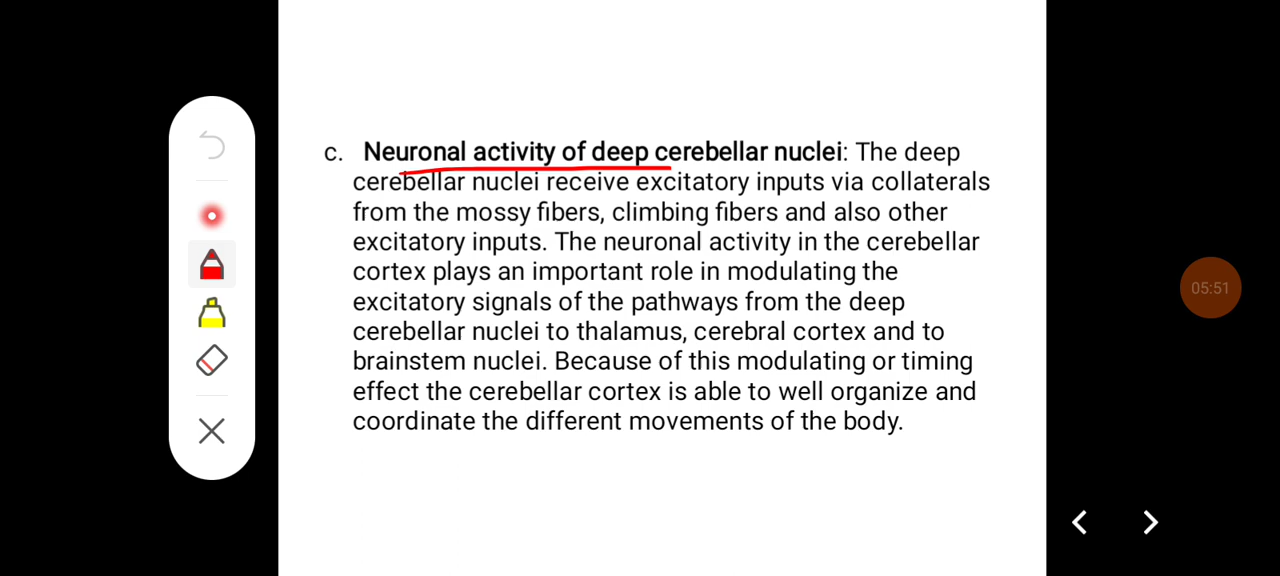 c. Neuronal activity of deep cerebellar nuclei: The deep
cerebellar nuclei receive excitatory inputs via collaterals
from the mossy fibers, climbing fibers and also other
excitatory inputs. The neuronal activity in the cerebellar
cortex plays an important role in modulating the
excitatory signals of the pathways from the deep
cerebellar nuclei to thalamus, cerebral cortex and to
brainstem nuclei. Because of this modulating or timing
effect the cerebellar cortex is able to well organize and
coordinate the different movements of the body.
05:51